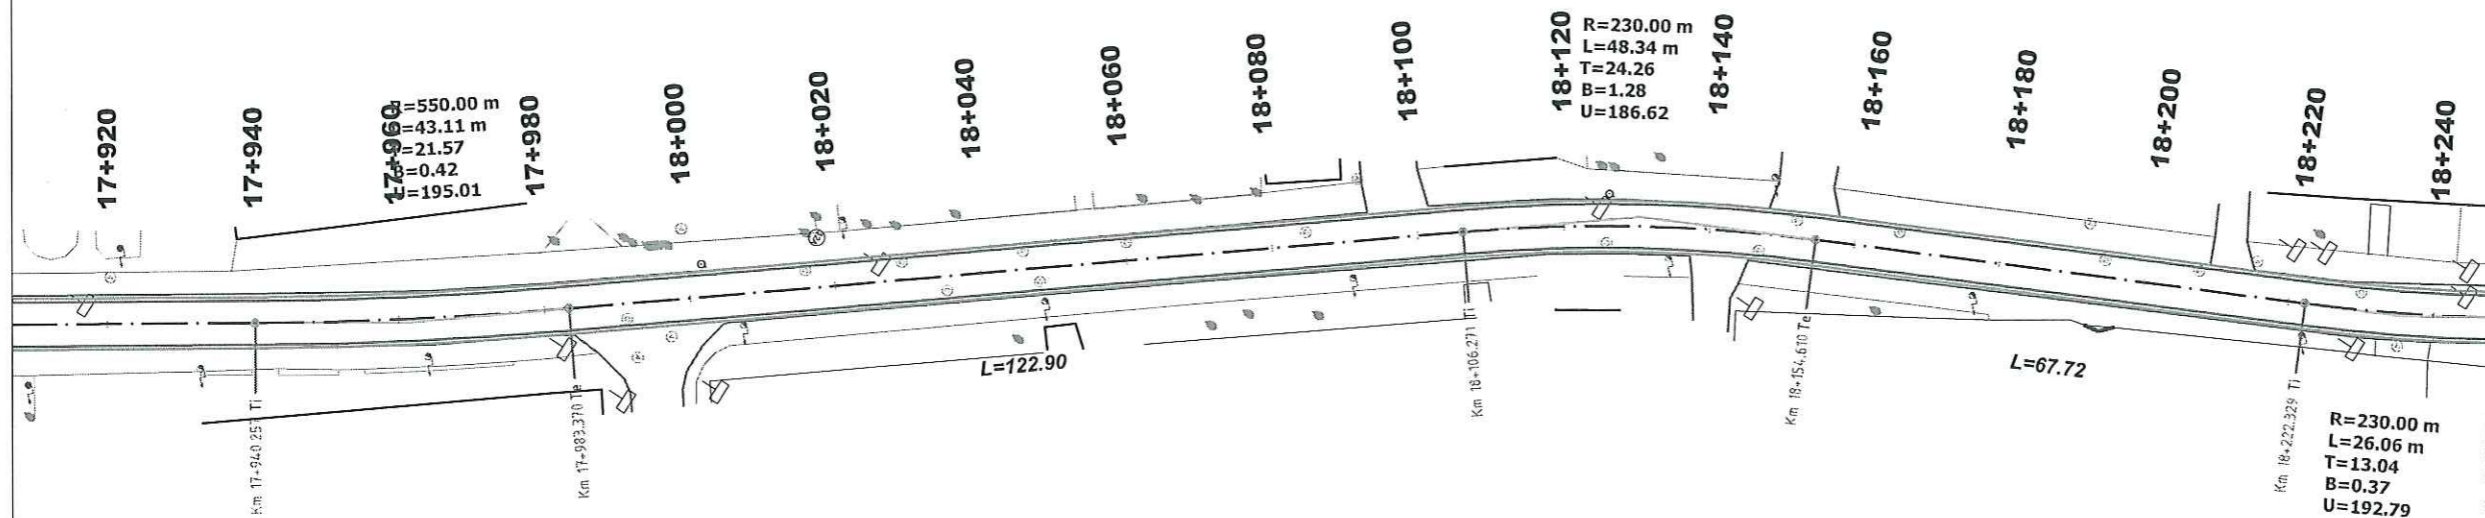 17+920
17+940
17+960
=550.00 m
=43.11 m
=21.57
B=0.42
=195.01
17+980
18+000
18+020
18+040
18+060
18+080
18+100
18+120
R=230.00 m
L=48.34 m
T=24.26
B=1.28
U=186.62
18+140
18+160
18+180
18+200
18+220
18+240
L=122.90
L=67.72
Km 17+940.257 Ti
Km 17+983.370 Te
Km 18+106.271 Ti
Km 18+154.610 Te
Km 18+222.329 Ti
R=230.00 m
L=26.06 m
T=13.04
B=0.37
U=192.79